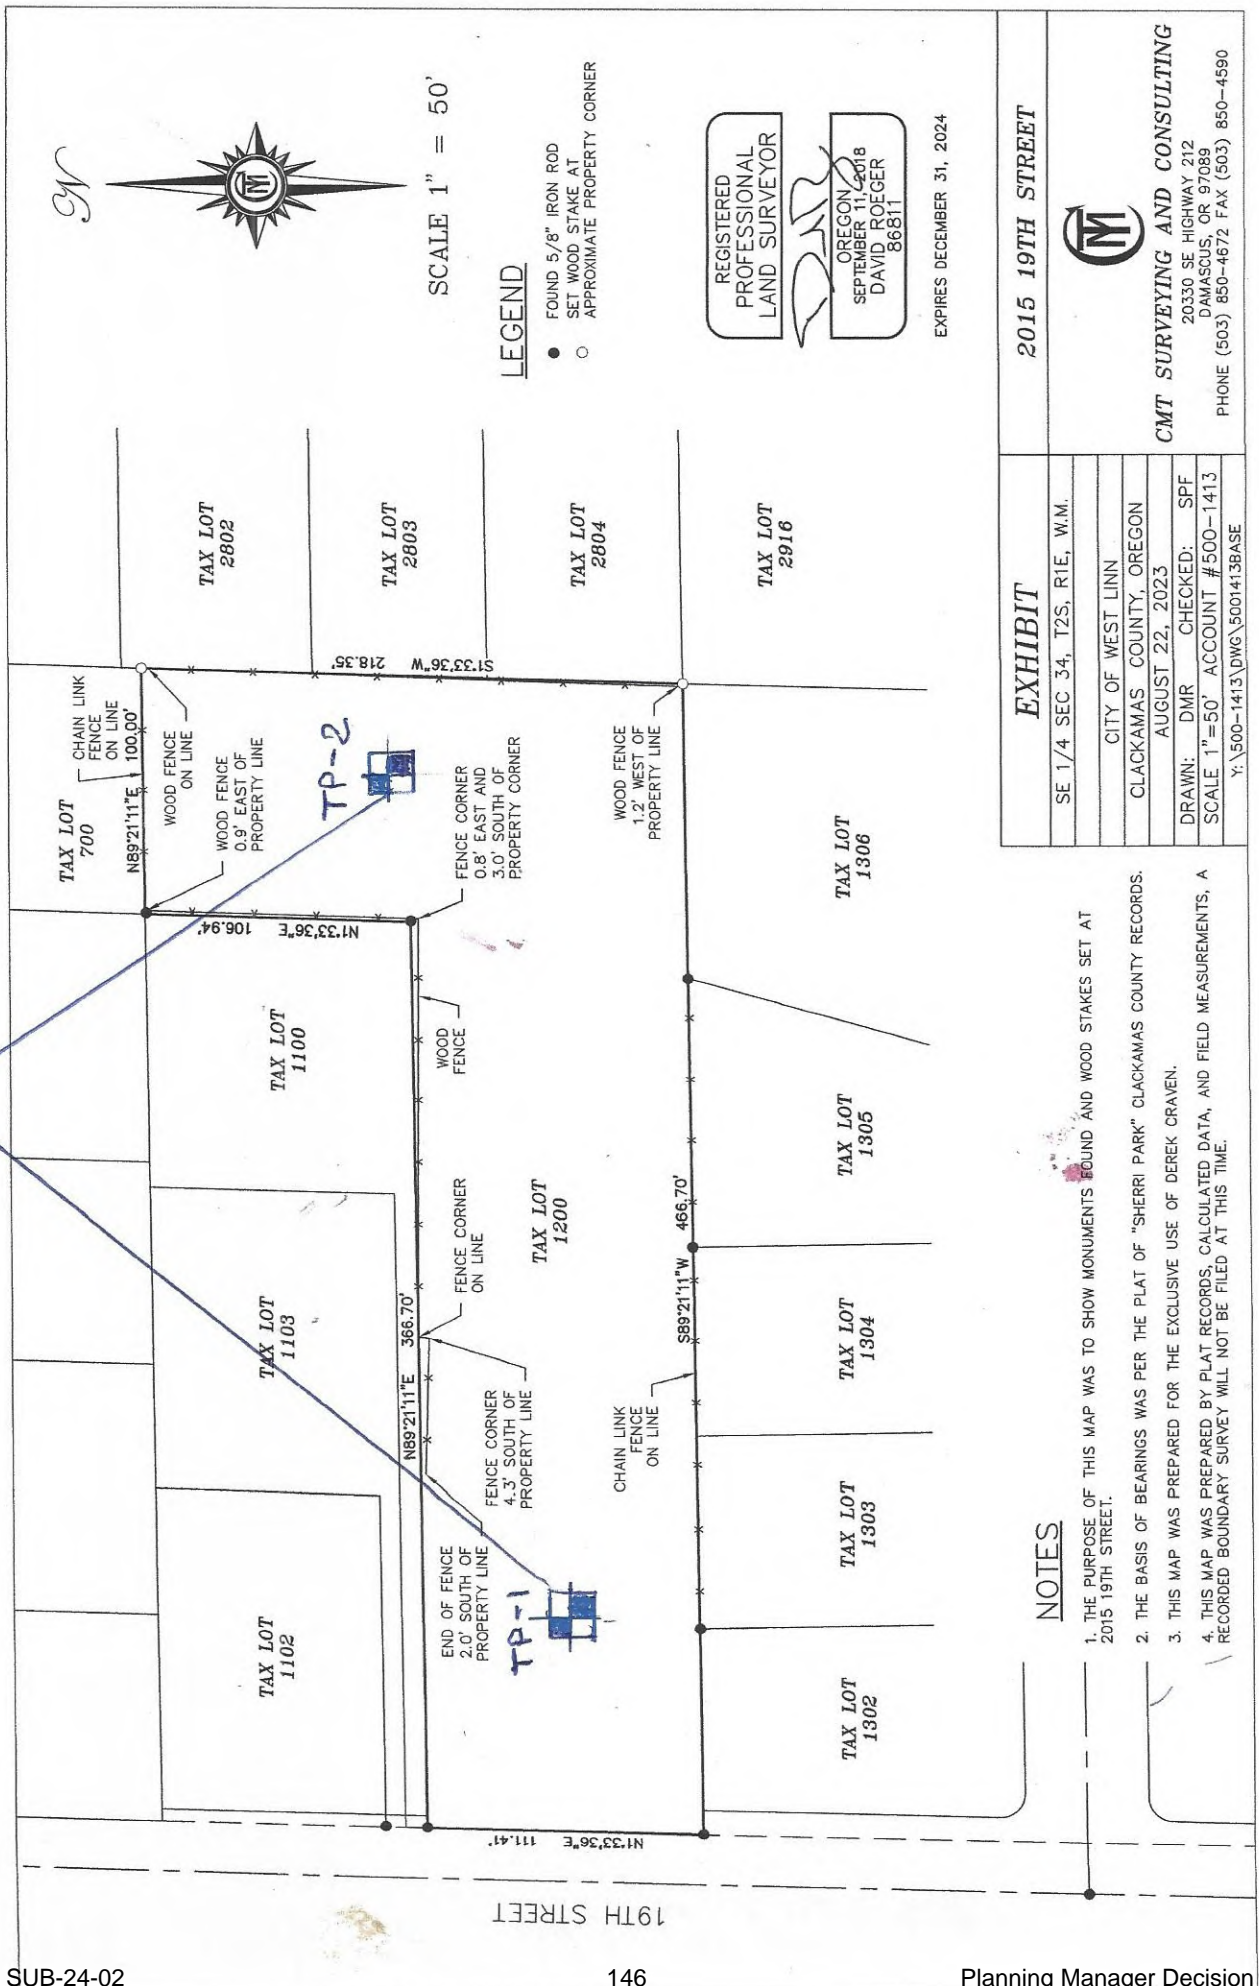 N
SCALE 1" = 50'
LEGEND
FOUND 5/8" IRON ROD
SET WOOD STAKE AT
APPROXIMATE PROPERTY CORNER
REGISTERED
PROFESSIONAL
LAND SURVEYOR
OREGON
SEPTEMBER 11, 2018
DAVID ROEGER
86811
EXPIRES DECEMBER 31, 2024
TAX LOT
700
CHAIN LINK
FENCE
ON LINE
N89°21'11"E 100.00'
WOOD FENCE
ON LINE
WOOD FENCE
0.9' EAST OF
PROPERTY LINE
TP-2
S1°33'36"W 218.35'
TAX LOT
2802
TAX LOT
2803
TAX LOT
2804
TAX LOT
2916
N1°33'36"E 106.94'
FENCE CORNER
0.8' EAST AND
3.0' SOUTH OF
PROPERTY CORNER
WOOD FENCE
1.2' WEST OF
PROPERTY LINE
TAX LOT
1100
WOOD
FENCE
TAX LOT
1103
N89°21'11"E 366.70'
FENCE CORNER
ON LINE
FENCE CORNER
4.3' SOUTH OF
PROPERTY LINE
TAX LOT
1200
TAX LOT
1102
END OF FENCE
2.0' SOUTH OF
PROPERTY LINE
TP-1
CHAIN LINK
FENCE
ON LINE
S89°21'11"W 466.70'
N1°33'36"E 111.41'
19TH STREET
TAX LOT
1302
TAX LOT
1303
TAX LOT
1304
TAX LOT
1305
TAX LOT
1306
NOTES
1. THE PURPOSE OF THIS MAP WAS TO SHOW MONUMENTS FOUND AND WOOD STAKES SET AT
2015 19TH STREET.
2. THE BASIS OF BEARINGS WAS PER THE PLAT OF "SHERRI PARK" CLACKAMAS COUNTY RECORDS.
3. THIS MAP WAS PREPARED FOR THE EXCLUSIVE USE OF DEREK CRAVEN.
4. THIS MAP WAS PREPARED BY PLAT RECORDS, CALCULATED DATA, AND FIELD MEASUREMENTS, A
RECORDED BOUNDARY SURVEY WILL NOT BE FILED AT THIS TIME.
EXHIBIT
2015 19TH STREET
SE 1/4 SEC 34, T2S, R1E, W.M.
CITY OF WEST LINN
CLACKAMAS COUNTY, OREGON
AUGUST 22, 2023
DRAWN: DMR CHECKED: SPF
SCALE 1"=50' ACCOUNT #500-1413
Y:\500-1413\DWG\5001413BASE
CMT SURVEYING AND CONSULTING
20330 SE HIGHWAY 212
DAMASCUS, OR 97089
PHONE (503) 850-4672 FAX (503) 850-4590
SUB-24-02
146
Planning Manager Decision